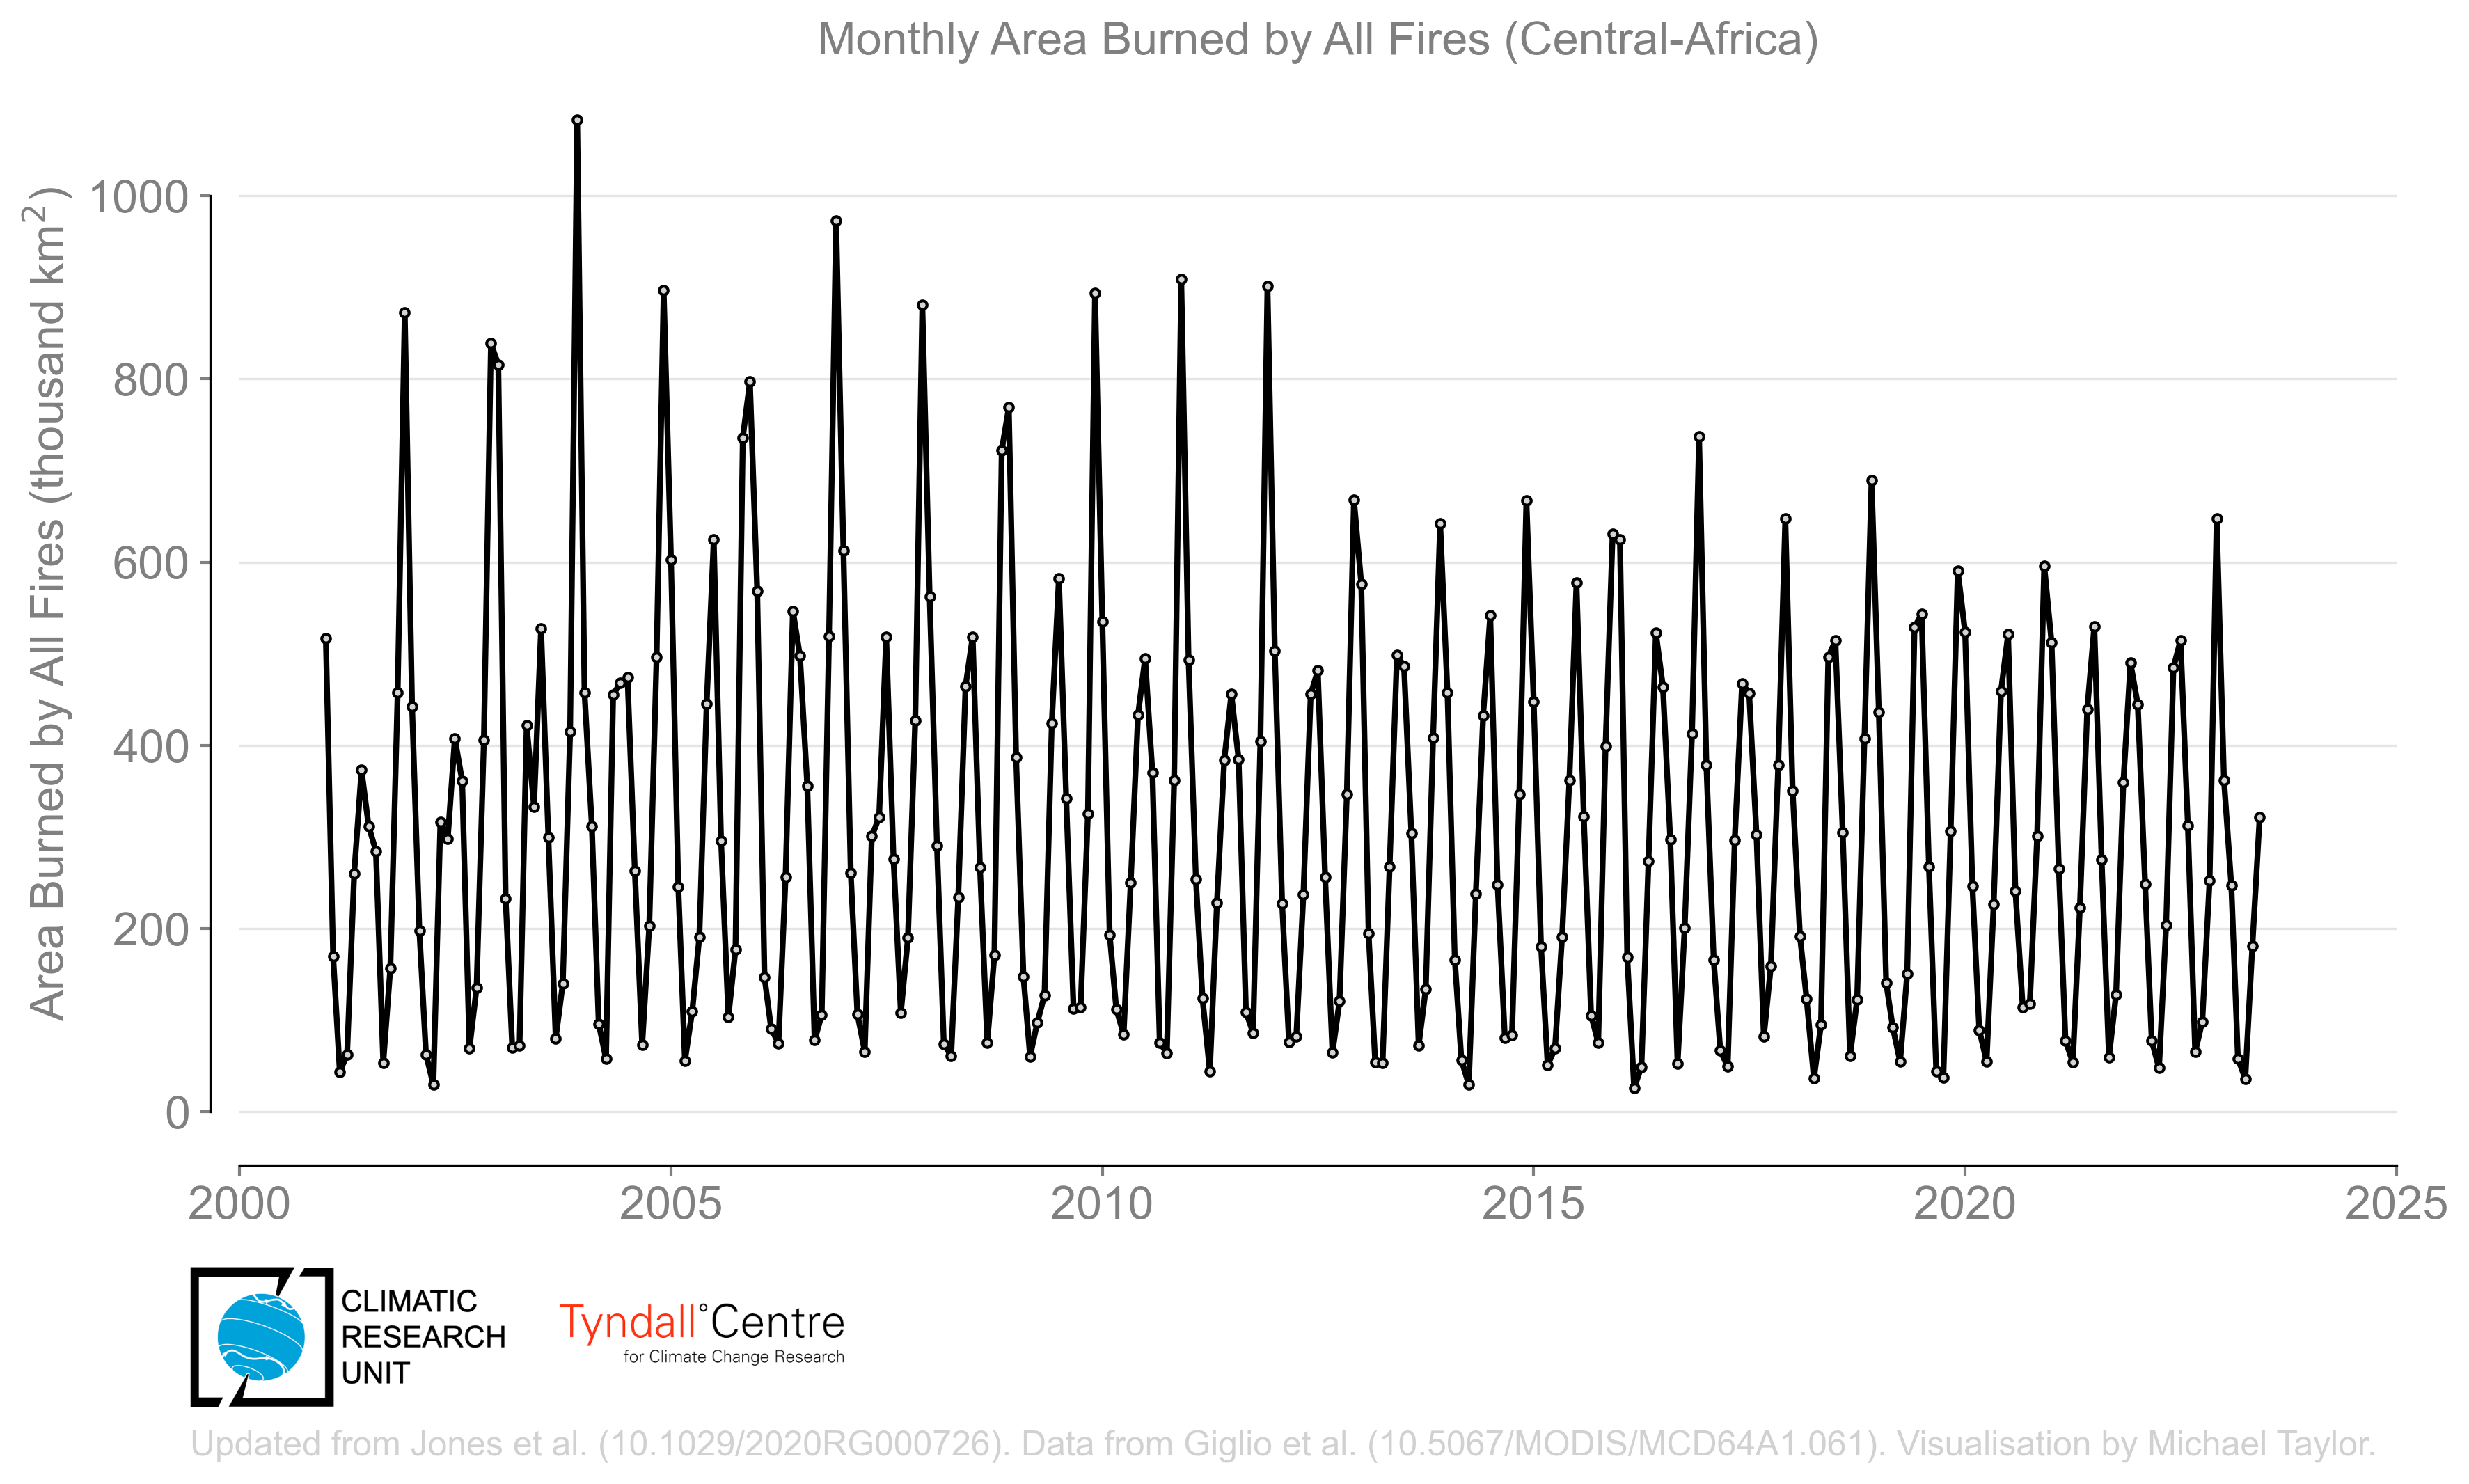 Monthly Area Burned by All Fires (Central-Africa)
Area Burned by All Fires (thousand km²)
1000
800
600
400
200
0
2000 2005 2010 2015 2020 2025
CLIMATIC
RESEARCH
UNIT
Tyndall°Centre
for Climate Change Research
Updated from Jones et al. (10.1029/2020RG000726). Data from Giglio et al. (10.5067/MODIS/MCD64A1.061). Visualisation by Michael Taylor.